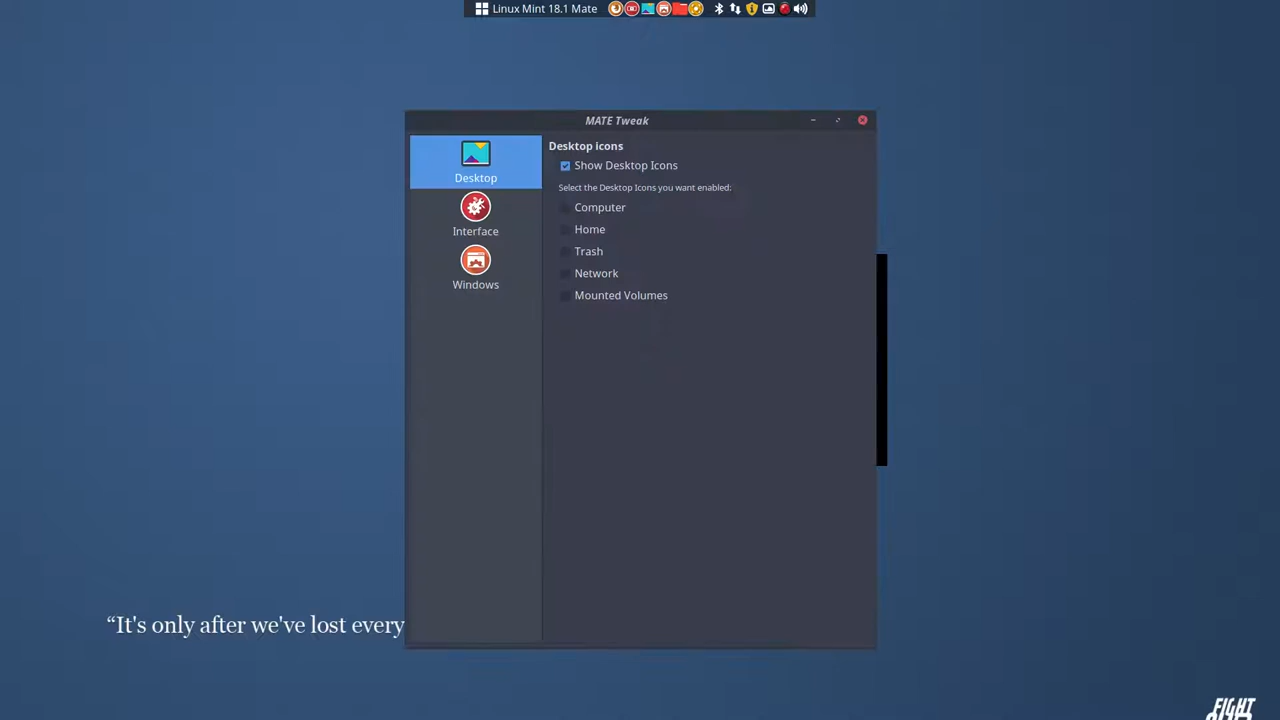 Linux Mint 18.1 Mate
MATE Tweak
Desktop
Interface
Windows
Desktop icons
Show Desktop Icons
Select the Desktop Icons you want enabled:
Computer
Home
Trash
Network
Mounted Volumes
“It's only after we've lost every
FIGHT